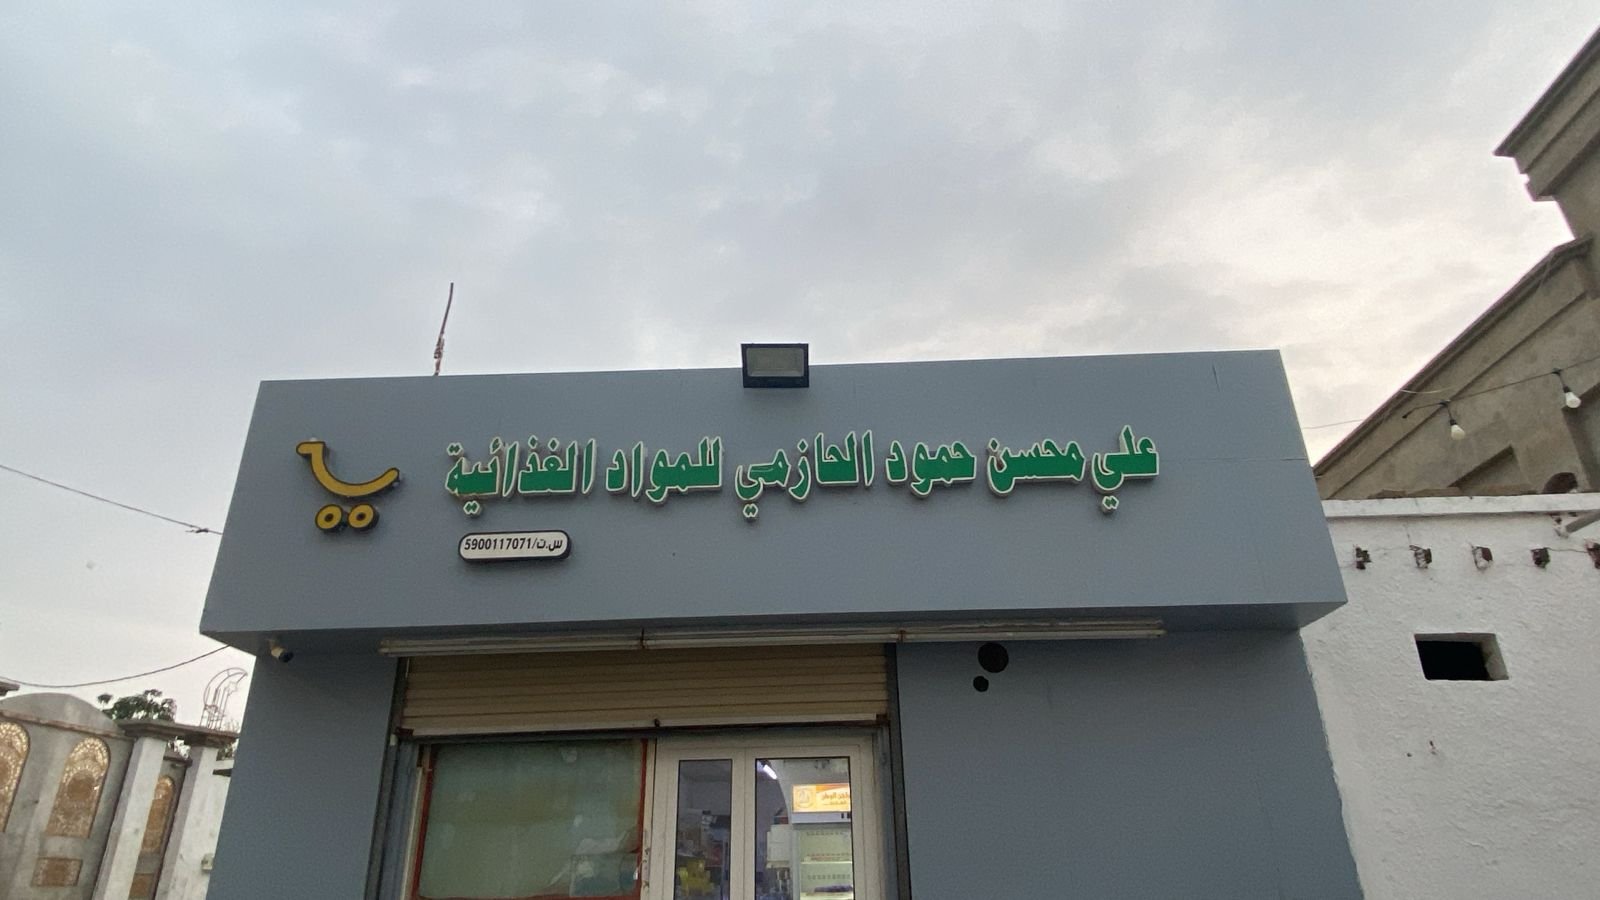 علي محسن حمود الحازمي للمواد الغذائية
س.ت/5900117071